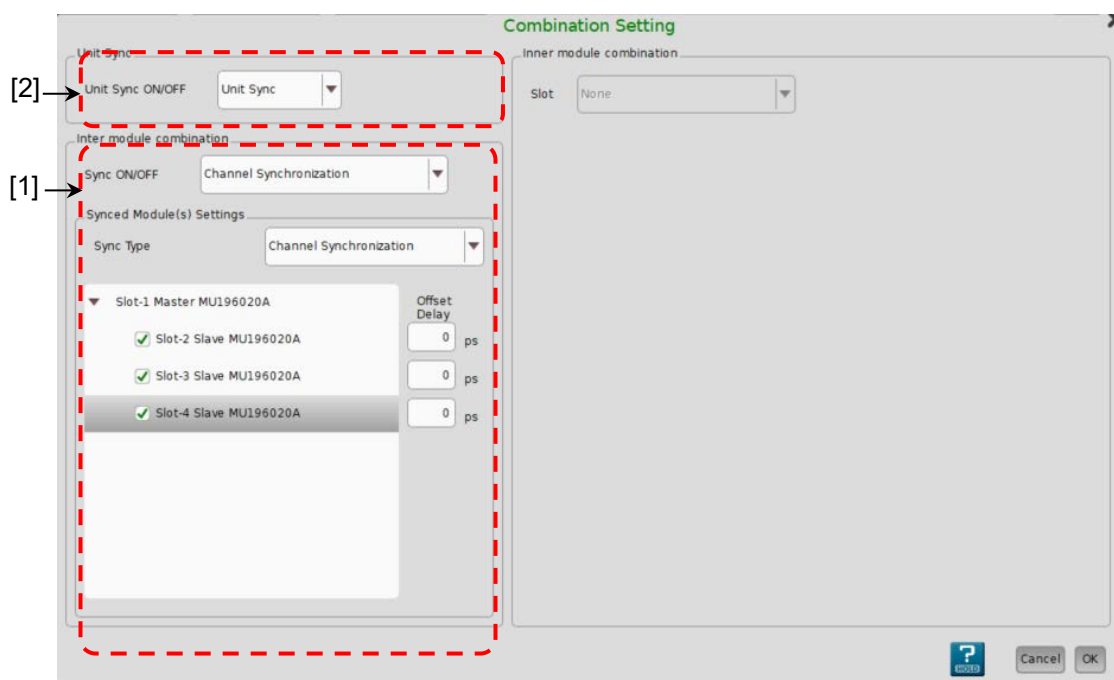 Combination Setting
Unit Sync
[2]
Unit Sync ON/OFF
Unit Sync
Inter module combination
[1]
Sync ON/OFF
Channel Synchronization
Synced Module(s) Settings
Sync Type
Channel Synchronization
Slot-1 Master MU196020A
Offset
Delay
Slot-2 Slave MU196020A
0 ps
Slot-3 Slave MU196020A
0 ps
Slot-4 Slave MU196020A
0 ps
Inner module combination
Slot
None
?
HOLD
Cancel
OK